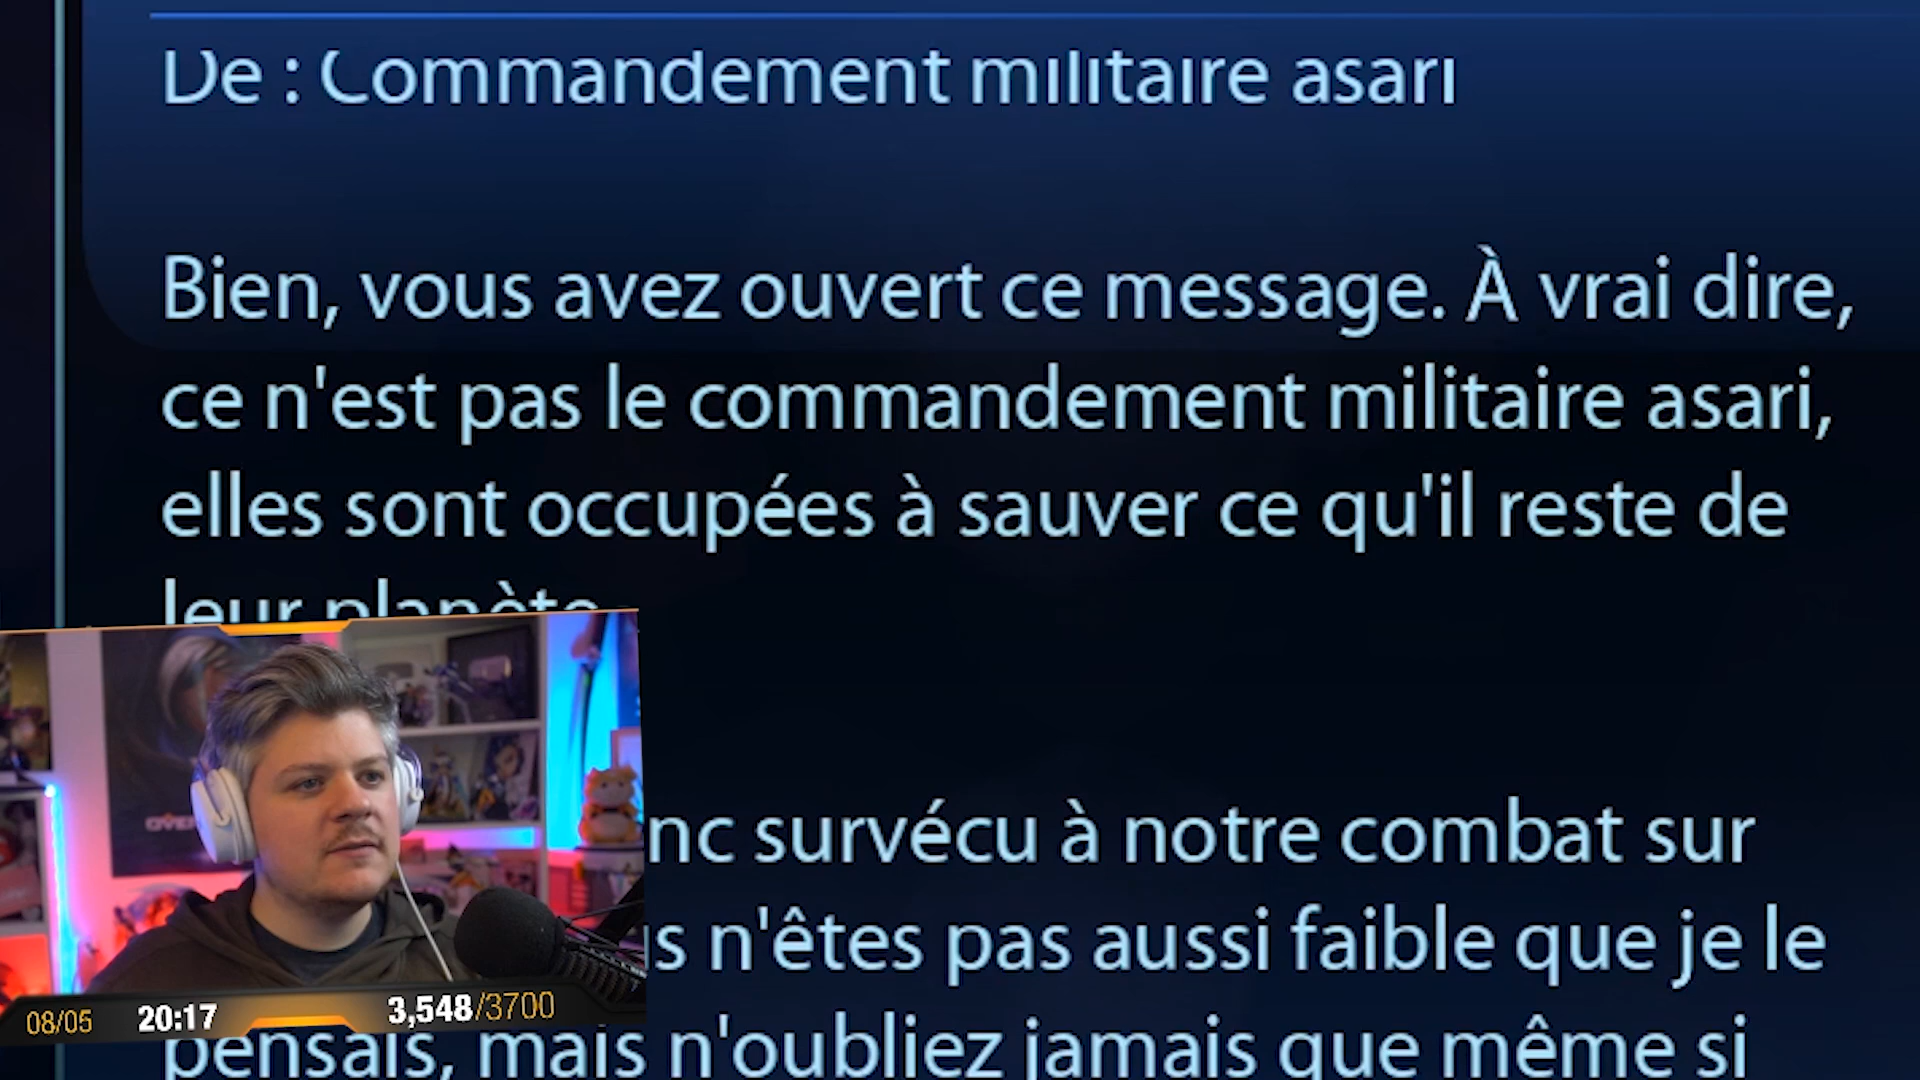 De : Commandement militaire asari
Bien, vous avez ouvert ce message. À vrai dire,
ce n'est pas le commandement militaire asari,
elles sont occupées à sauver ce qu'il reste de
leur planète.
survécu à notre combat sur
n'êtes pas aussi faible que je le
pensais, mais n'oubliez jamais que même si
08/05 20:17 3,548/3700